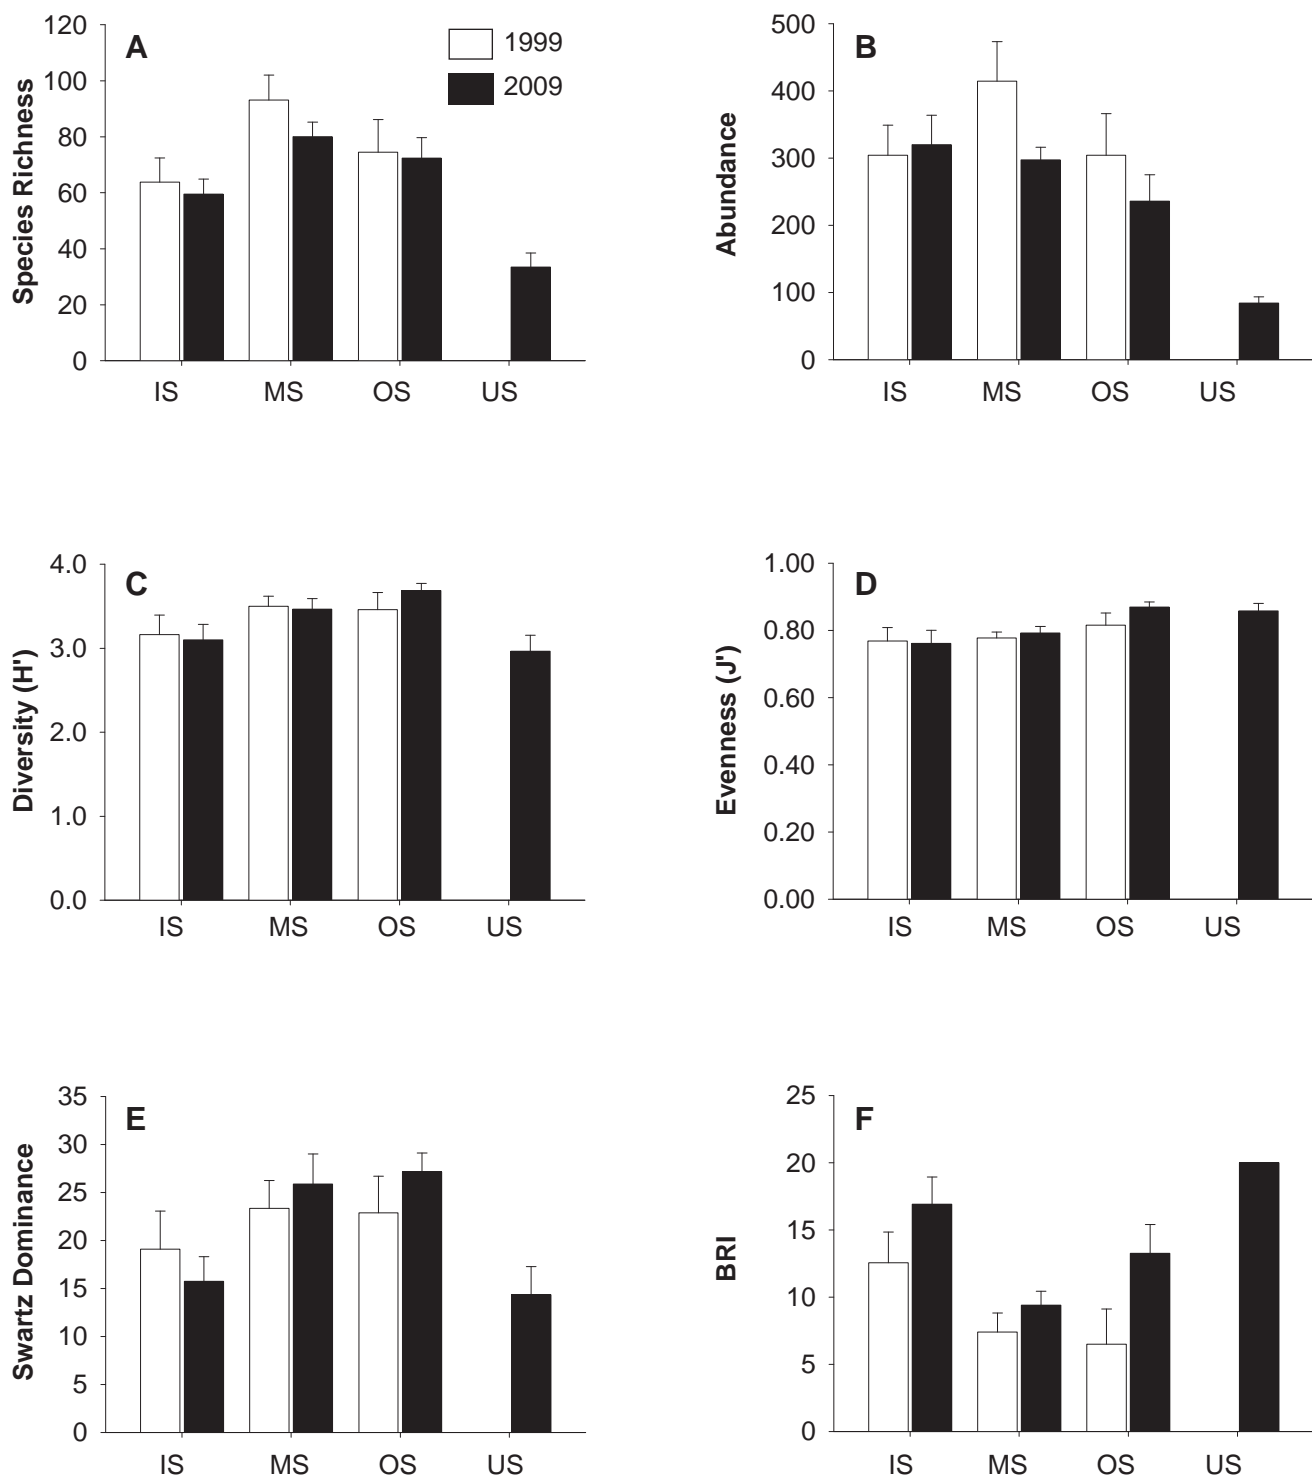 A
1999
2009
Species Richness
120
100
80
60
40
20
0
IS MS OS US
B
Abundance
500
400
300
200
100
0
IS MS OS US
C
Diversity (H')
4.0
3.0
2.0
1.0
0.0
IS MS OS US
D
Evenness (J')
1.00
0.80
0.60
0.40
0.20
0.00
IS MS OS US
E
Swartz Dominance
35
30
25
20
15
10
5
0
IS MS OS US
F
BRI
25
20
15
10
5
0
IS MS OS US